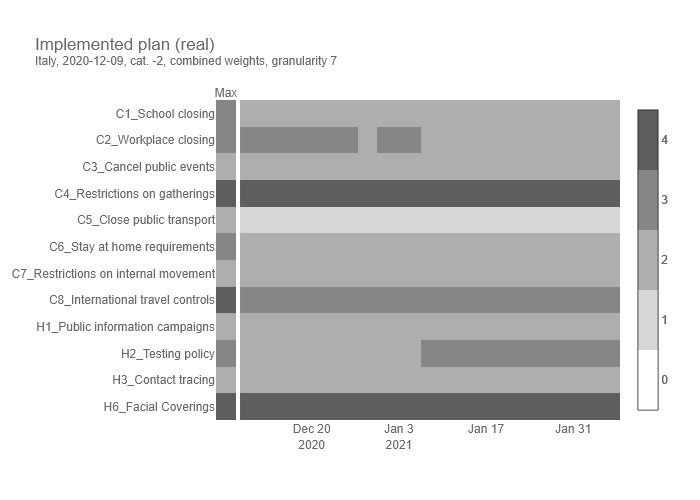 Implemented plan (real)
Italy, 2020-12-09, cat. -2, combined weights, granularity 7
Max
C1_School closing
C2_Workplace closing
C3_Cancel public events
C4_Restrictions on gatherings
C5_Close public transport
C6_Stay at home requirements
C7_Restrictions on internal movement
C8_International travel controls
H1_Public information campaigns
H2_Testing policy
H3_Contact tracing
H6_Facial Coverings
4
3
2
1
0
Dec 20 Jan 3 Jan 17 Jan 31
2020 2021